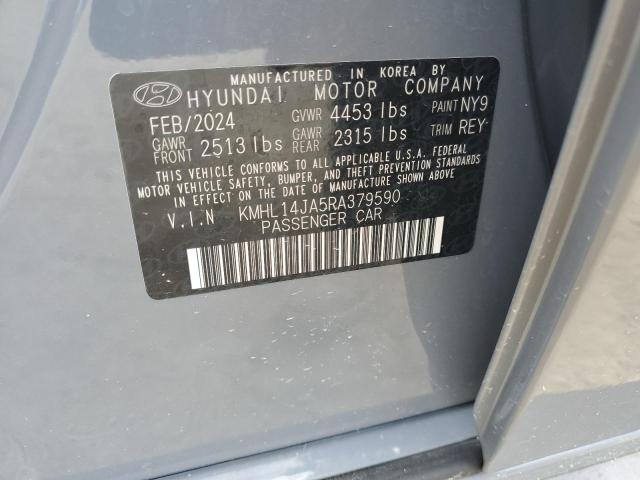 MANUFACTURED IN KOREA BY
HYUNDAI MOTOR COMPANY
FEB/2024 GVWR 4453 lbs PAINT NY9
GAWR FRONT 2513 lbs GAWR REAR 2315 lbs TRIM REY
THIS VEHICLE CONFORMS TO ALL APPLICABLE U.S.A. FEDERAL
MOTOR VEHICLE SAFETY, BUMPER, AND THEFT PREVENTION STANDARDS
IN EFFECT ON THE DATE OF MANUFACTURE SHOWN ABOVE
V.I.N KMHL14JA5RA379590
PASSENGER CAR